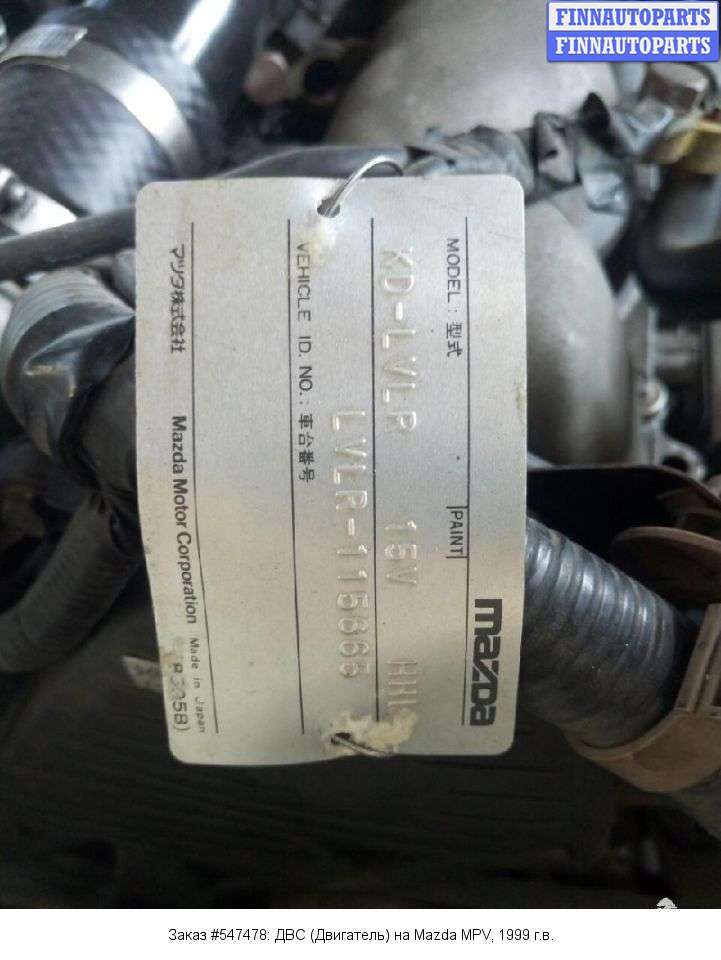 FINNAUTOPARTS
FINNAUTOPARTS
mazda
MODEL: 型式
PAINT
KD-LVLR 15V
VEHICLE ID. NO.: 車台番号
LVLR-115665
マツダ株式会社 Mazda Motor Corporation Made in Japan
Заказ #547478: ДВС (Двигатель) на Mazda MPV, 1999 г.в.